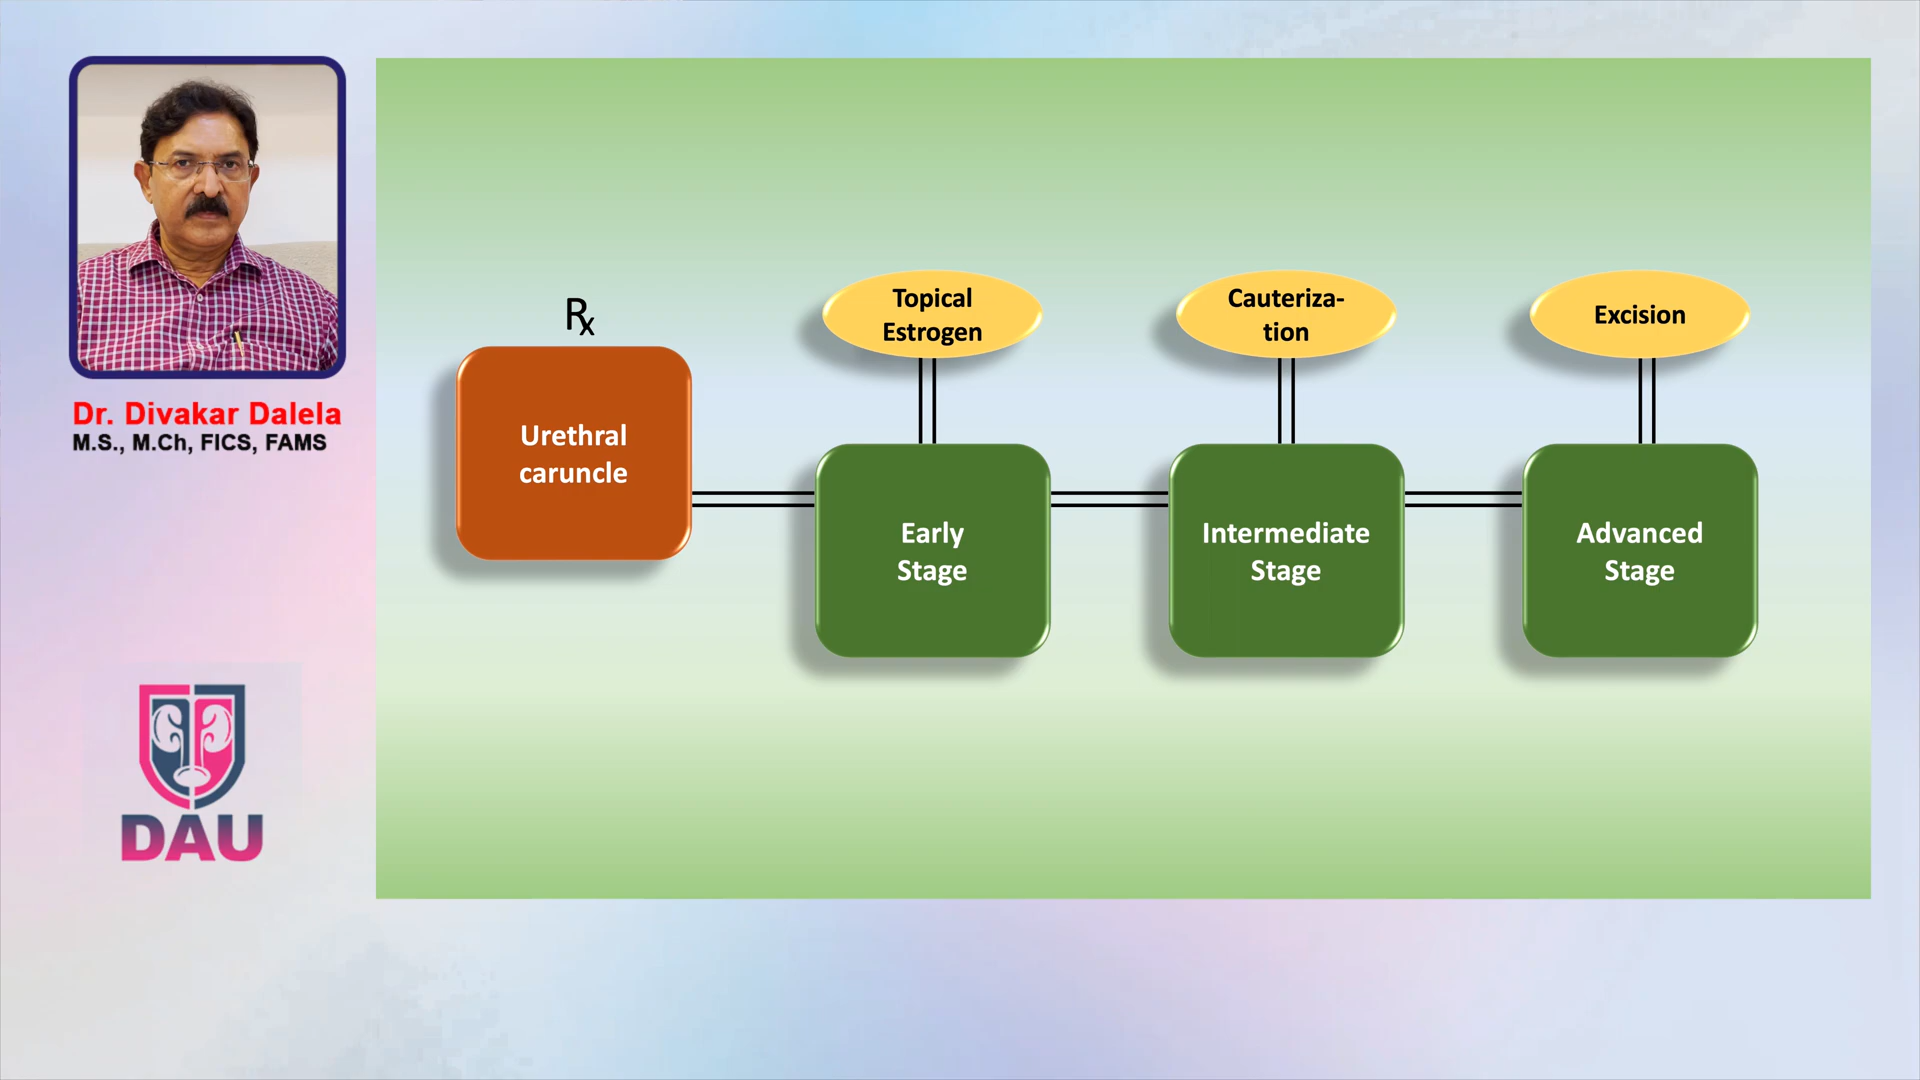 Dr. Divakar Dalela
M.S., M.Ch, FICS, FAMS
DAU
Rx
Urethral
caruncle
Topical
Estrogen
Early
Stage
Cauteriza-
tion
Intermediate
Stage
Excision
Advanced
Stage